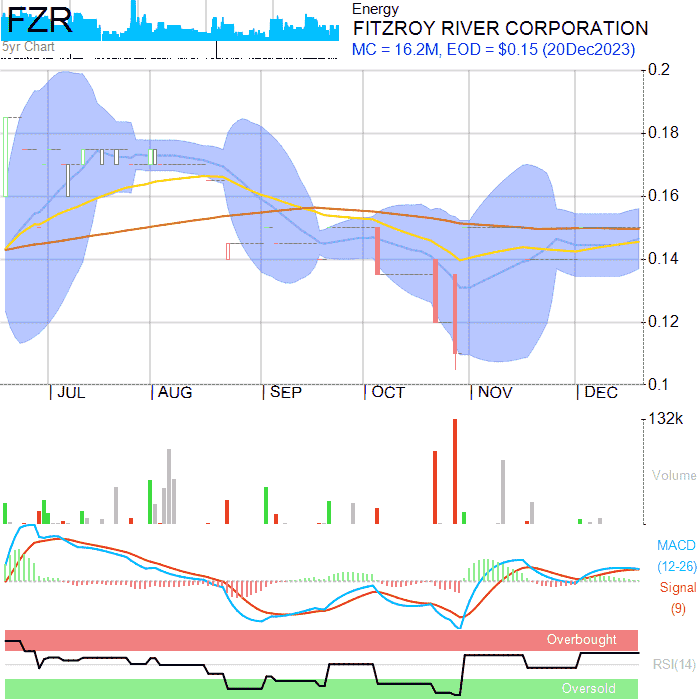 FZR
Energy
FITZROY RIVER CORPORATION
5yr Chart
MC = 16.2M, EOD = $0.15 (20Dec2023)
0.2
0.18
0.16
0.14
0.12
0.1
JUL AUG SEP OCT NOV DEC
132k
Volume
MACD
(12-26)
Signal
(9)
Overbought
RSI(14)
Oversold